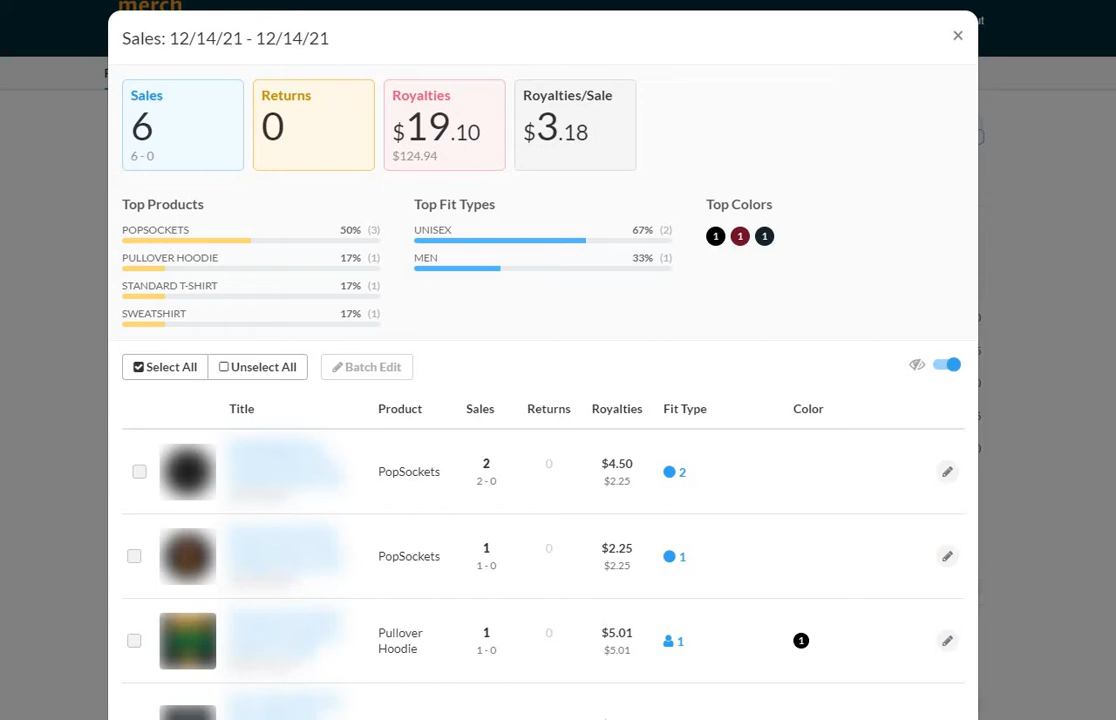 merch
Sales: 12/14/21 - 12/14/21
×
Sales
6
6 - 0
Returns
0
Royalties
$19.10
$124.94
Royalties/Sale
$3.18
Top Products
POPSOCKETS 50% (3)
PULLOVER HOODIE 17% (1)
STANDARD T-SHIRT 17% (1)
SWEATSHIRT 17% (1)
Top Fit Types
UNISEX 67% (2)
MEN 33% (1)
Top Colors
1 1 1
Select All Unselect All Batch Edit
Title Product Sales Returns Royalties Fit Type Color
PopSockets 2 0 $4.50 2
2 - 0 $2.25
PopSockets 1 0 $2.25 1
1 - 0 $2.25
Pullover Hoodie 1 0 $5.01 1 1
1 - 0 $5.01